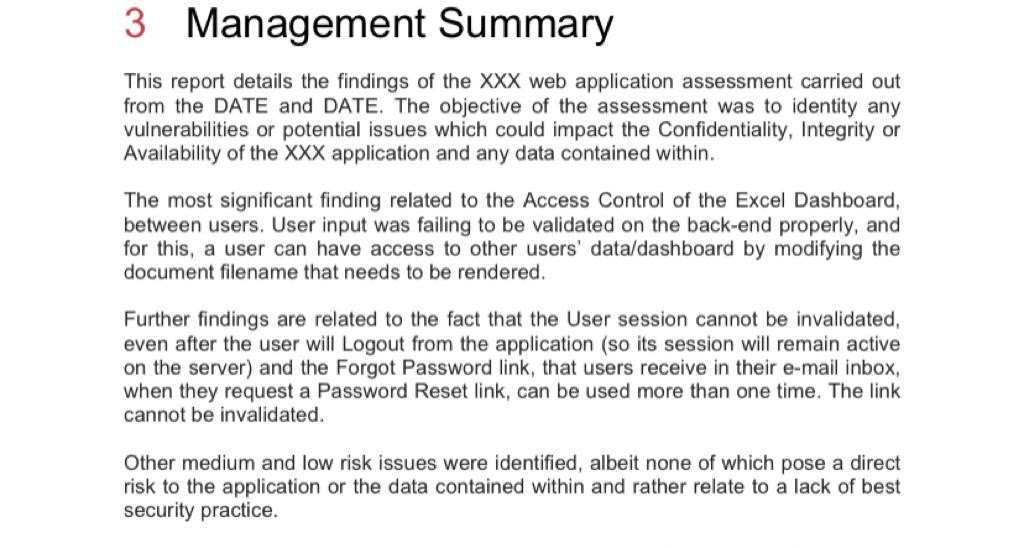 3 Management Summary
This report details the findings of the XXX web application assessment carried out
from the DATE and DATE. The objective of the assessment was to identity any
vulnerabilities or potential issues which could impact the Confidentiality, Integrity or
Availability of the XXX application and any data contained within.
The most significant finding related to the Access Control of the Excel Dashboard,
between users. User input was failing to be validated on the back-end properly, and
for this, a user can have access to other users' data/dashboard by modifying the
document filename that needs to be rendered.
Further findings are related to the fact that the User session cannot be invalidated,
even after the user will Logout from the application (so its session will remain active
on the server) and the Forgot Password link, that users receive in their e-mail inbox,
when they request a Password Reset link, can be used more than one time. The link
cannot be invalidated.
Other medium and low risk issues were identified, albeit none of which pose a direct
risk to the application or the data contained within and rather relate to a lack of best
security practice.